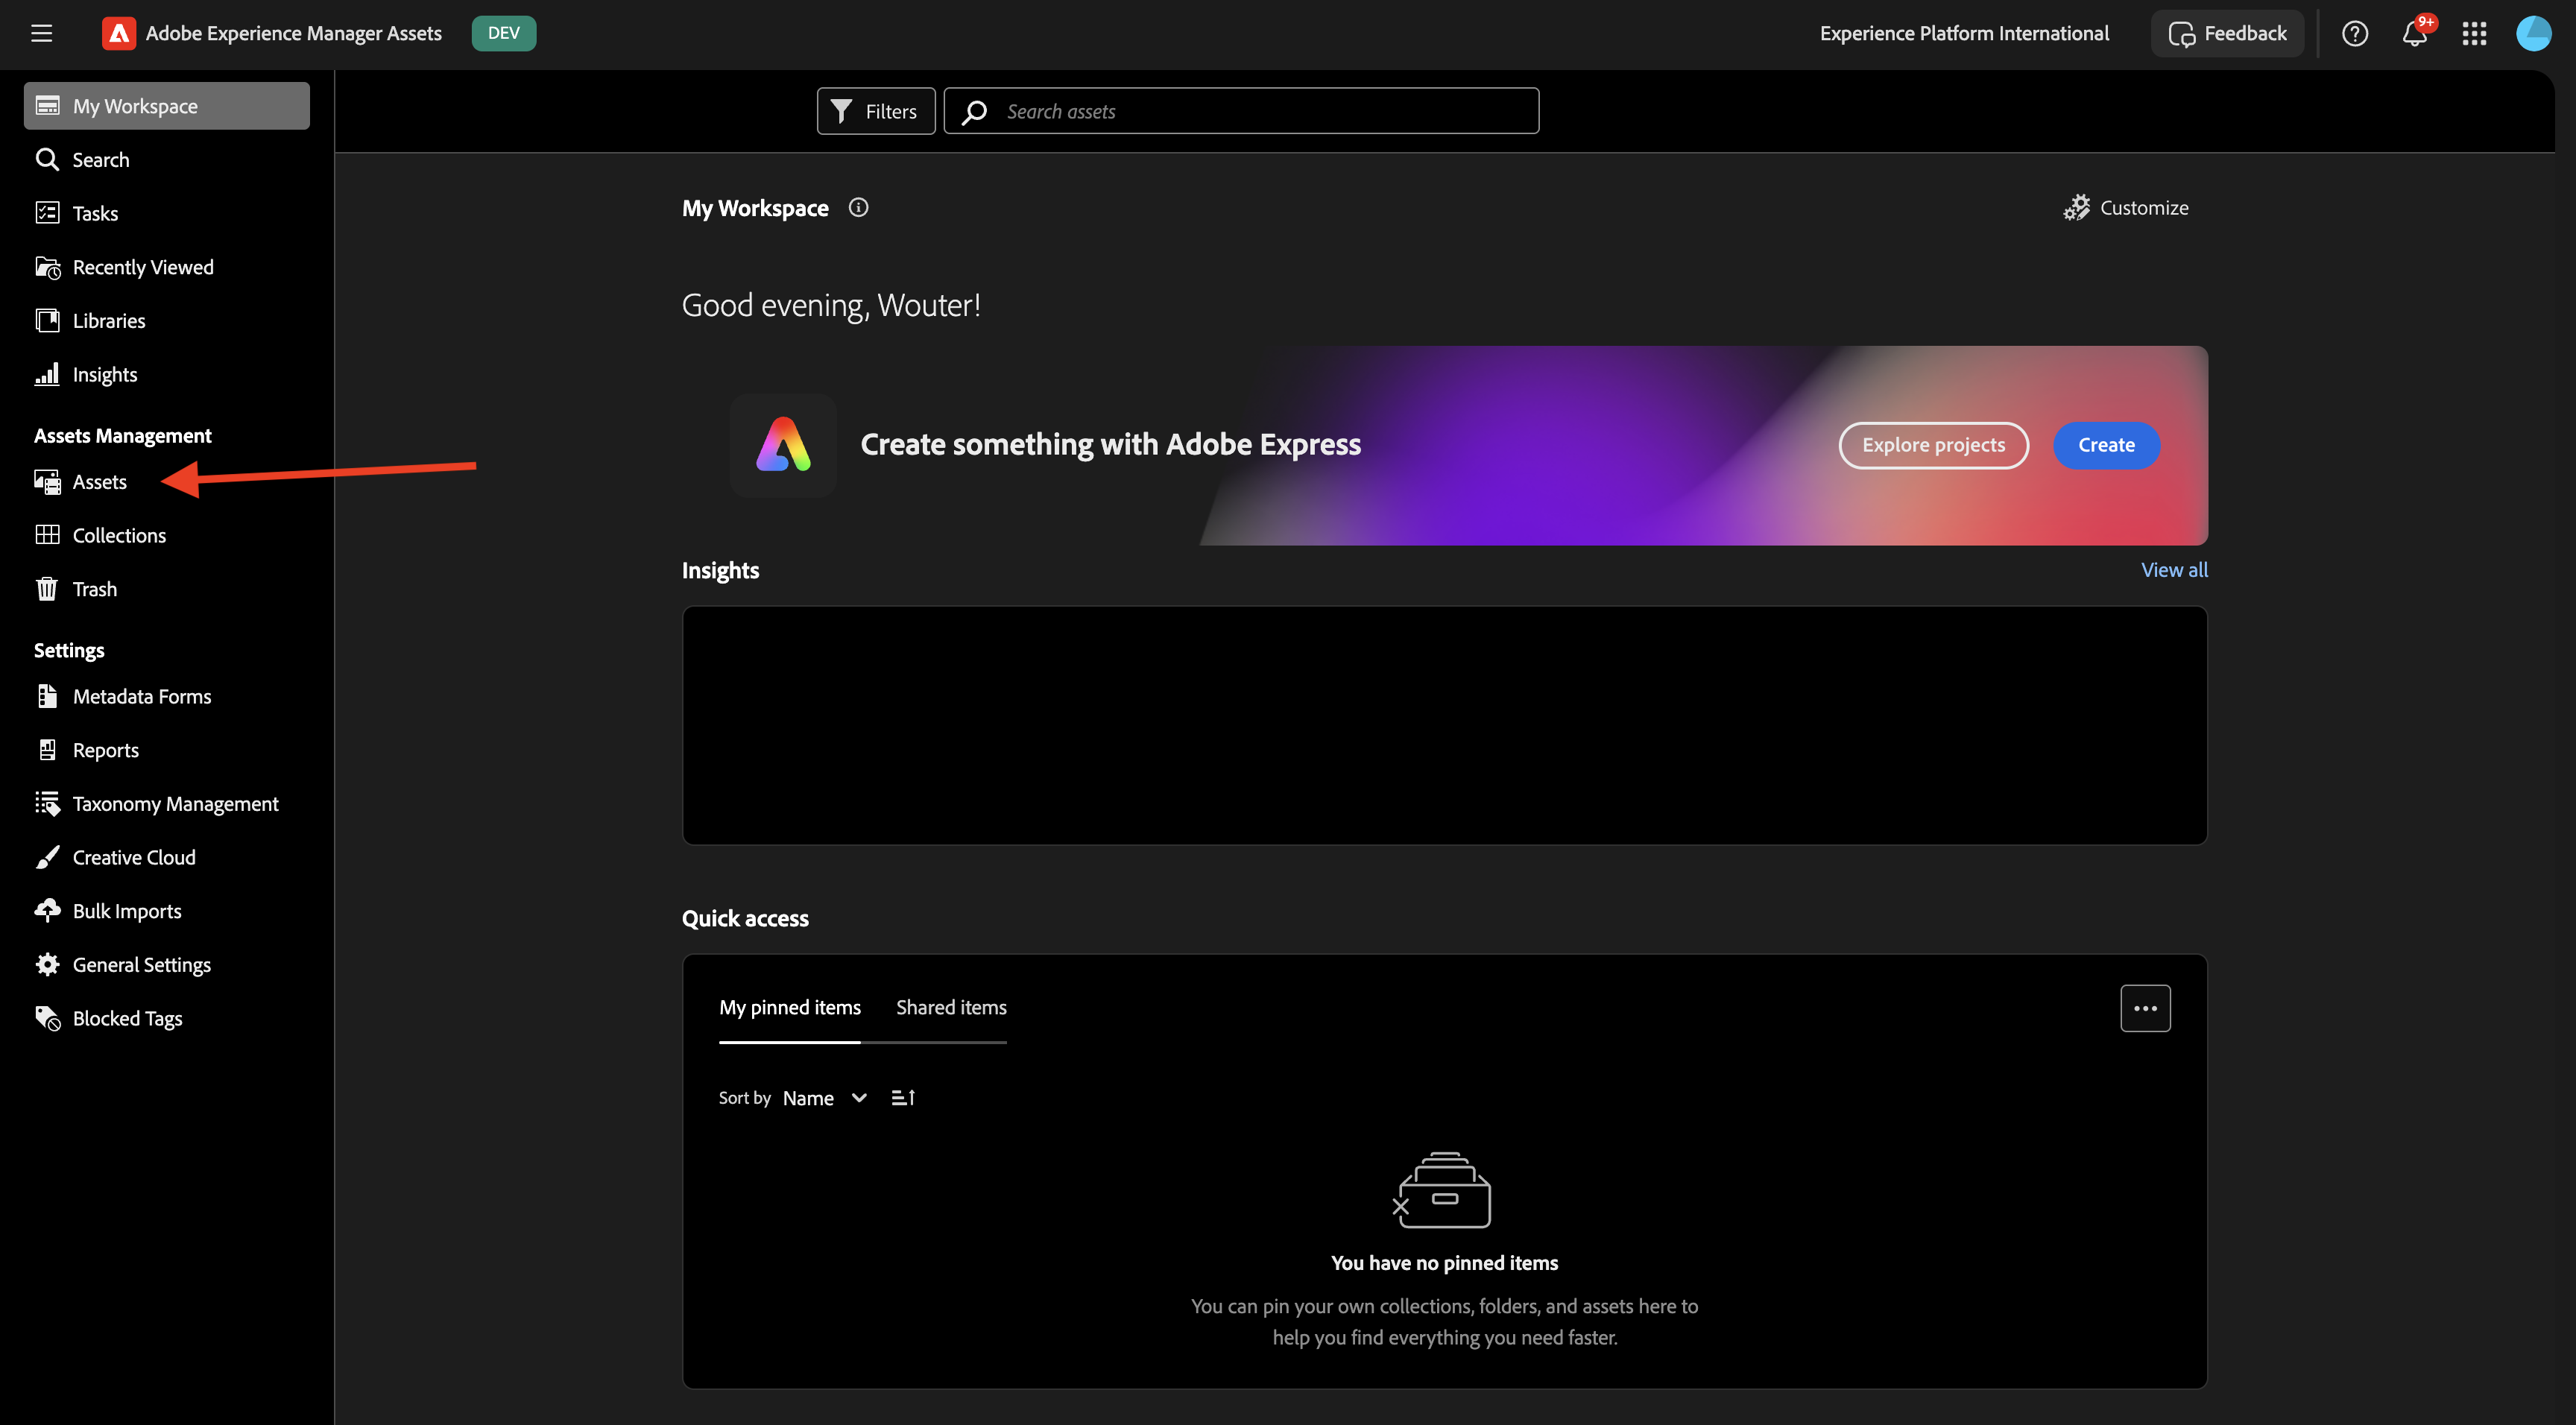 Adobe Experience Manager Assets
DEV
Experience Platform International
Feedback
9+
My Workspace
Search
Tasks
Recently Viewed
Libraries
Insights
Assets Management
Assets
Collections
Trash
Settings
Metadata Forms
Reports
Taxonomy Management
Creative Cloud
Bulk Imports
General Settings
Blocked Tags
Filters
Search assets
My Workspace
Customize
Good evening, Wouter!
Create something with Adobe Express
Explore projects
Create
Insights
View all
Quick access
My pinned items
Shared items
Sort by Name
You have no pinned items
You can pin your own collections, folders, and assets here to
help you find everything you need faster.